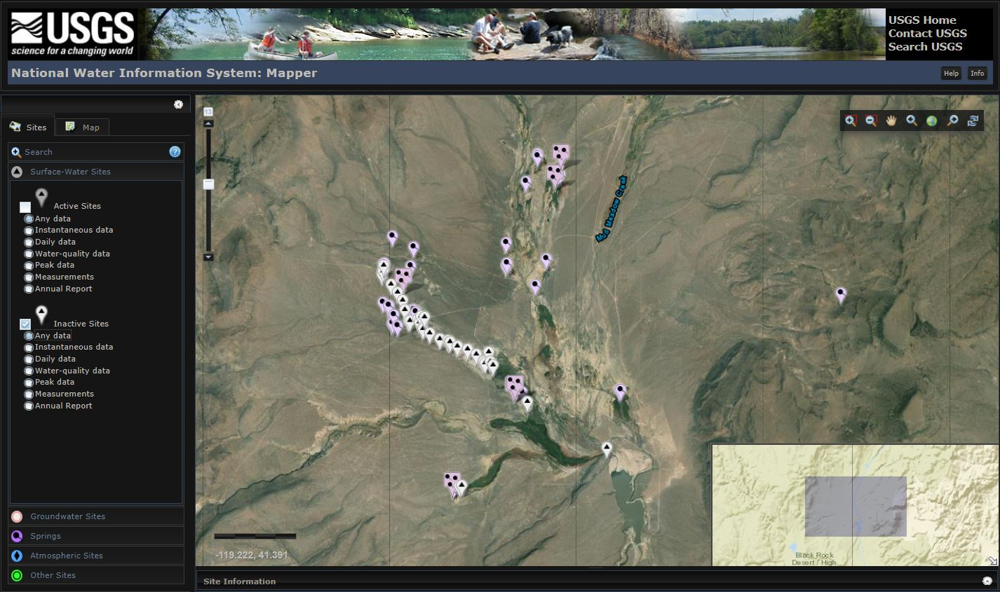 USGS
science for a changing world
USGS Home
Contact USGS
Search USGS
National Water Information System: Mapper
Help
Info
Sites
Map
Search
Surface-Water Sites
Active Sites
Any data
Instantaneous data
Daily data
Water-quality data
Peak data
Measurements
Annual Report
Inactive Sites
Any data
Instantaneous data
Daily data
Water-quality data
Peak data
Measurements
Annual Report
Groundwater Sites
Springs
Atmospheric Sites
Other Sites
13
Mud Meadow Creek
-119.222, 41.391
Black Rock
Desert / High
Site Information